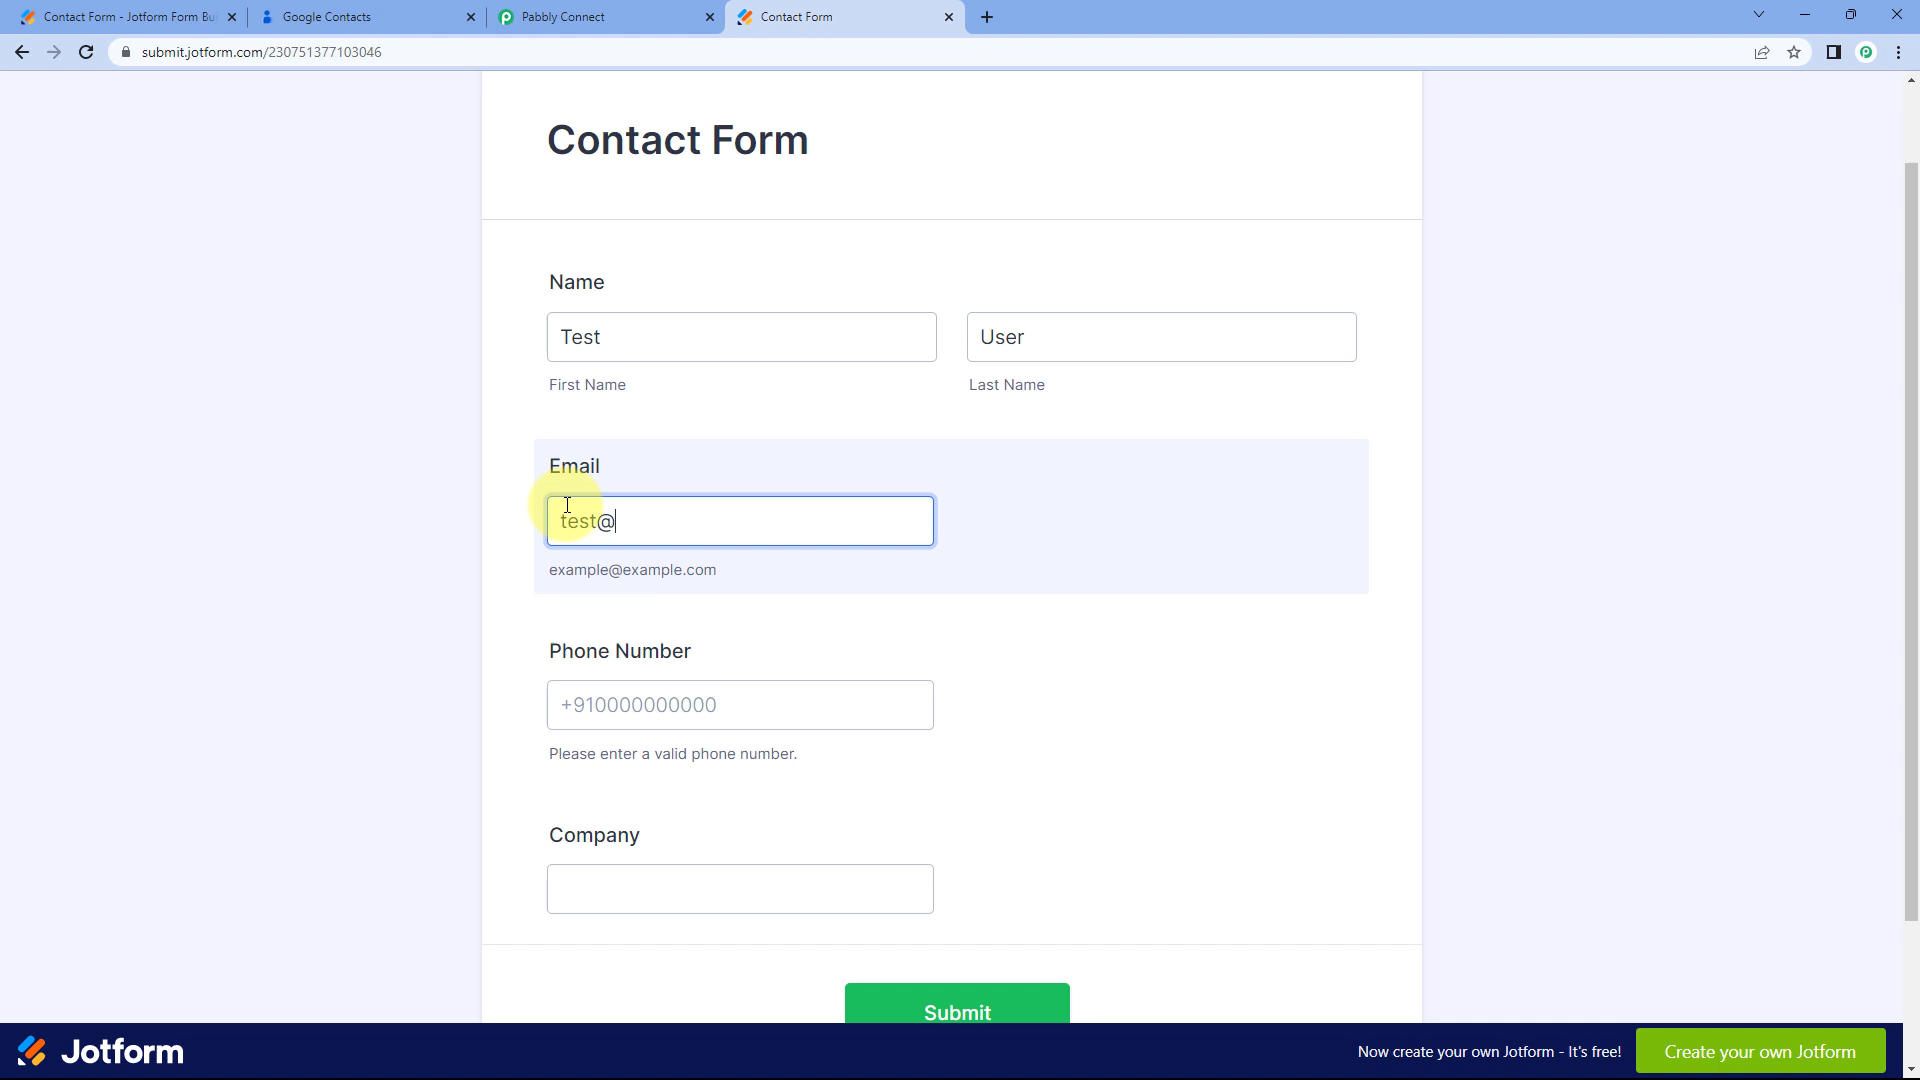 Contact Form - Jotform Form Bu
Google Contacts
Pabbly Connect
Contact Form
submit.jotform.com/230751377103046
Contact Form
Name
Test
User
First Name
Last Name
Email
test@
example@example.com
Phone Number
+910000000000
Please enter a valid phone number.
Company
Submit
Jotform
Now create your own Jotform - It's free!
Create your own Jotform